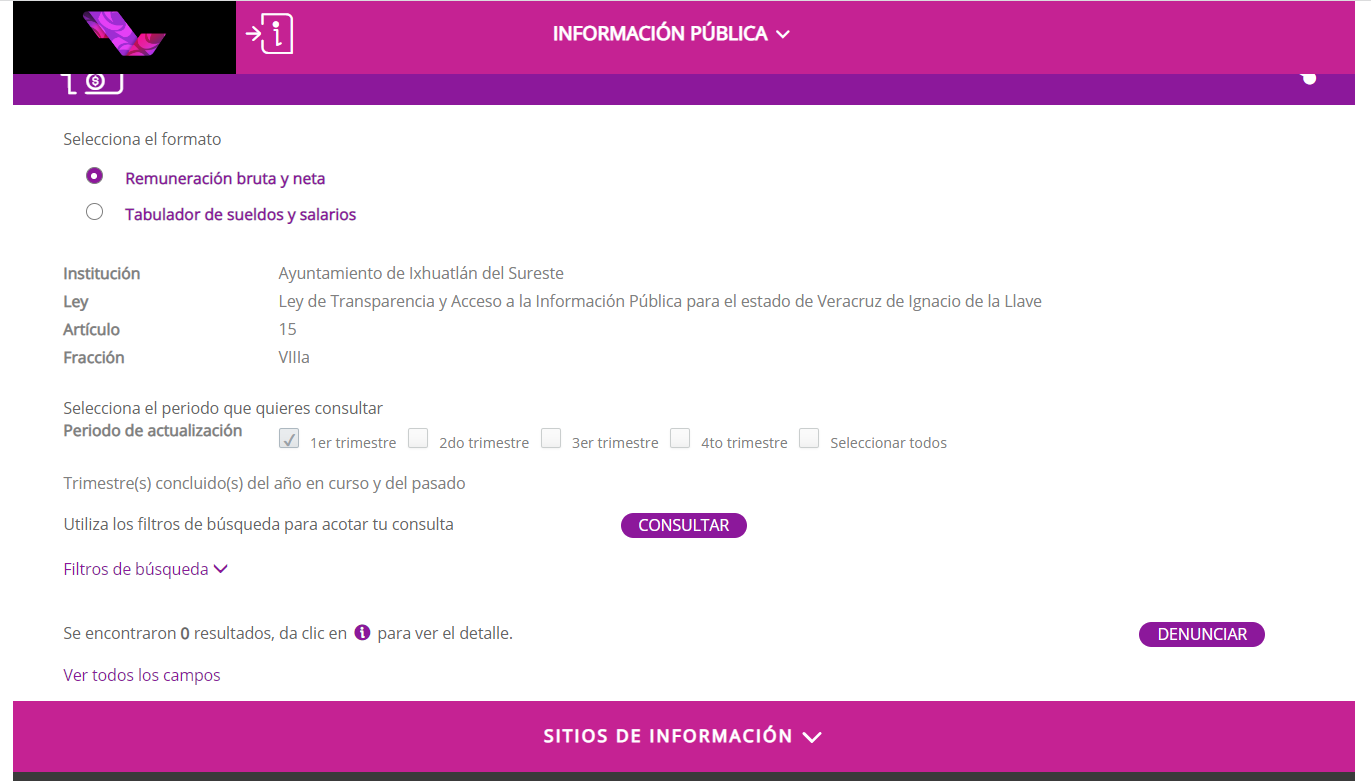 INFORMACIÓN PÚBLICA
Selecciona el formato
Remuneración bruta y neta
Tabulador de sueldos y salarios
Institución Ayuntamiento de Ixhuatlán del Sureste
Ley Ley de Transparencia y Acceso a la Información Pública para el estado de Veracruz de Ignacio de la Llave
Artículo 15
Fracción VIIIa
Selecciona el periodo que quieres consultar
Periodo de actualización 1er trimestre 2do trimestre 3er trimestre 4to trimestre Seleccionar todos
Trimestre(s) concluido(s) del año en curso y del pasado
Utiliza los filtros de búsqueda para acotar tu consulta CONSULTAR
Filtros de búsqueda
Se encontraron 0 resultados, da clic en i para ver el detalle. DENUNCIAR
Ver todos los campos
SITIOS DE INFORMACIÓN